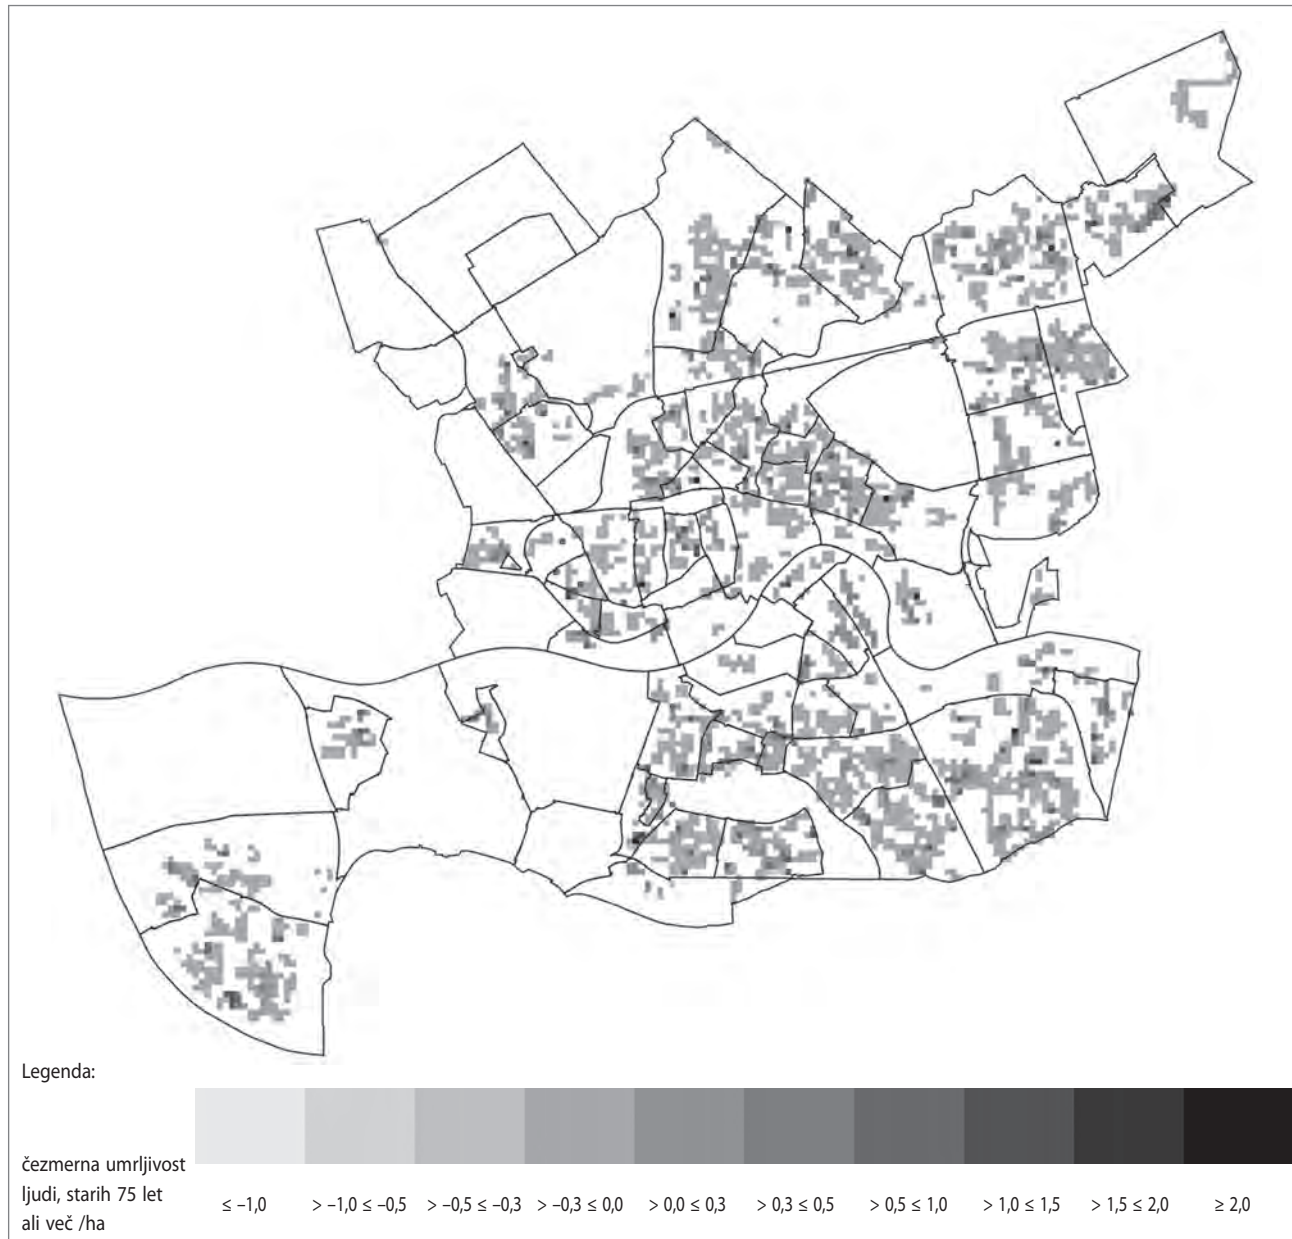 Legenda:
čezmerna umrljivost
ljudi, starih 75 let
ali več /ha
≤ –1,0 > –1,0 ≤ –0,5 > –0,5 ≤ –0,3 > –0,3 ≤ 0,0 > 0,0 ≤ 0,3 > 0,3 ≤ 0,5 > 0,5 ≤ 1,0 > 1,0 ≤ 1,5 > 1,5 ≤ 2,0 ≥ 2,0